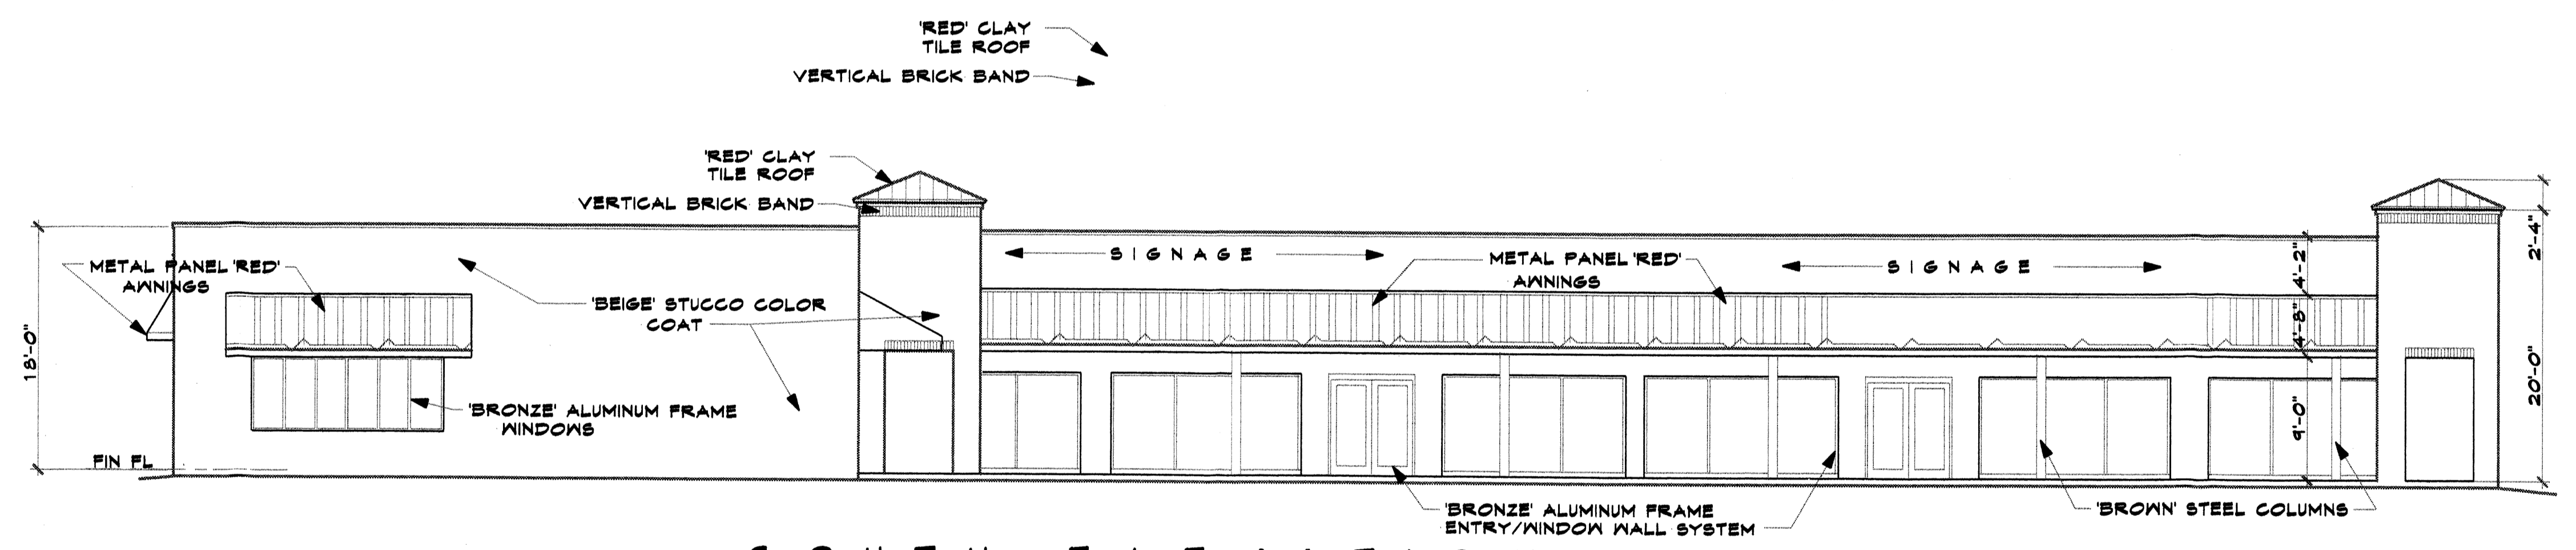 'RED' CLAY
TILE ROOF
VERTICAL BRICK BAND
'RED' CLAY
TILE ROOF
VERTICAL BRICK BAND
METAL PANEL 'RED'
AWNINGS
'BEIGE' STUCCO COLOR
COAT
SIGNAGE
METAL PANEL 'RED'
AWNINGS
SIGNAGE
18'-0"
4'-2"
4'-8"
9'-0"
2'-4"
20'-0"
'BRONZE' ALUMINUM FRAME
WINDOWS
FIN FL
'BRONZE' ALUMINUM FRAME
ENTRY/WINDOW WALL SYSTEM
'BROWN' STEEL COLUMNS